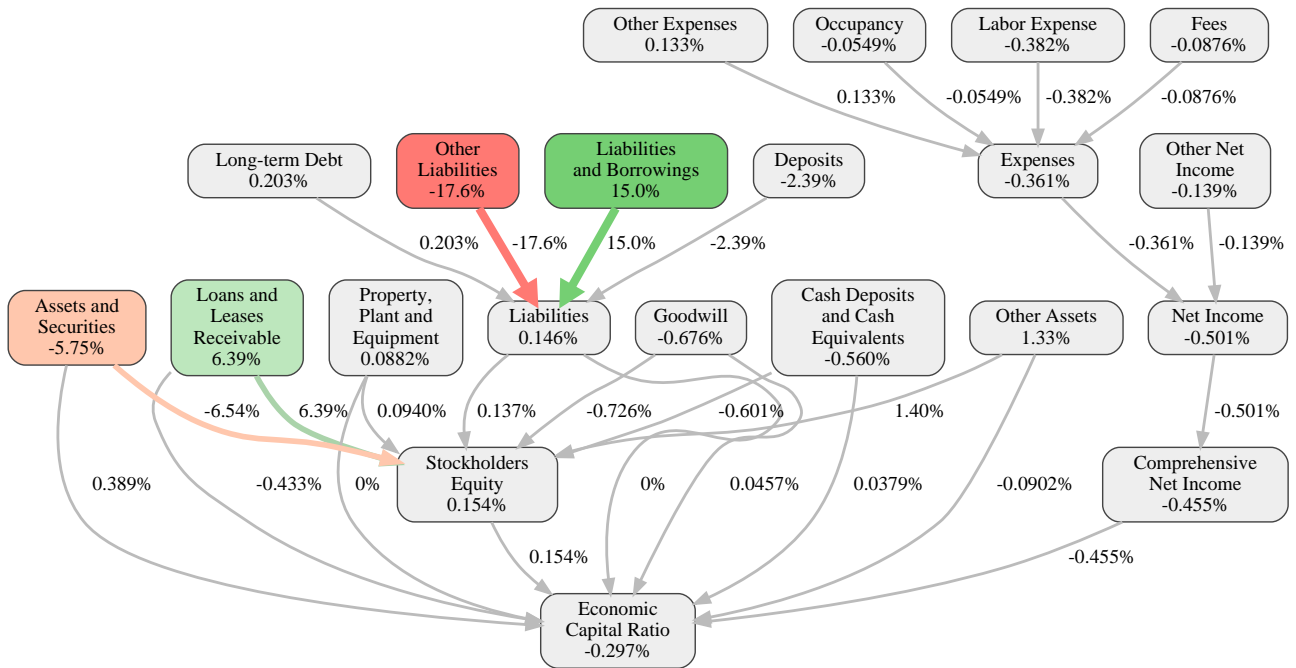 Other Expenses
0.133%
Occupancy
-0.0549%
Labor Expense
-0.382%
Fees
-0.0876%
0.133%
-0.0549%
-0.382%
-0.0876%
Long-term Debt
0.203%
Other
Liabilities
-17.6%
Liabilities
and Borrowings
15.0%
Deposits
-2.39%
Expenses
-0.361%
Other Net
Income
-0.139%
0.203%
-17.6%
15.0%
-2.39%
-0.361%
-0.139%
Assets and
Securities
-5.75%
Loans and
Leases
Receivable
6.39%
Property,
Plant and
Equipment
0.0882%
Liabilities
0.146%
Goodwill
-0.676%
Cash Deposits
and Cash
Equivalents
-0.560%
Other Assets
1.33%
Net Income
-0.501%
-6.54%
6.39%
0.0940%
0.137%
-0.726%
-0.601%
1.40%
-0.501%
Stockholders
Equity
0.154%
Comprehensive
Net Income
-0.455%
0.389%
-0.433%
0%
0%
0.0457%
0.0379%
-0.0902%
0.154%
-0.455%
Economic
Capital Ratio
-0.297%